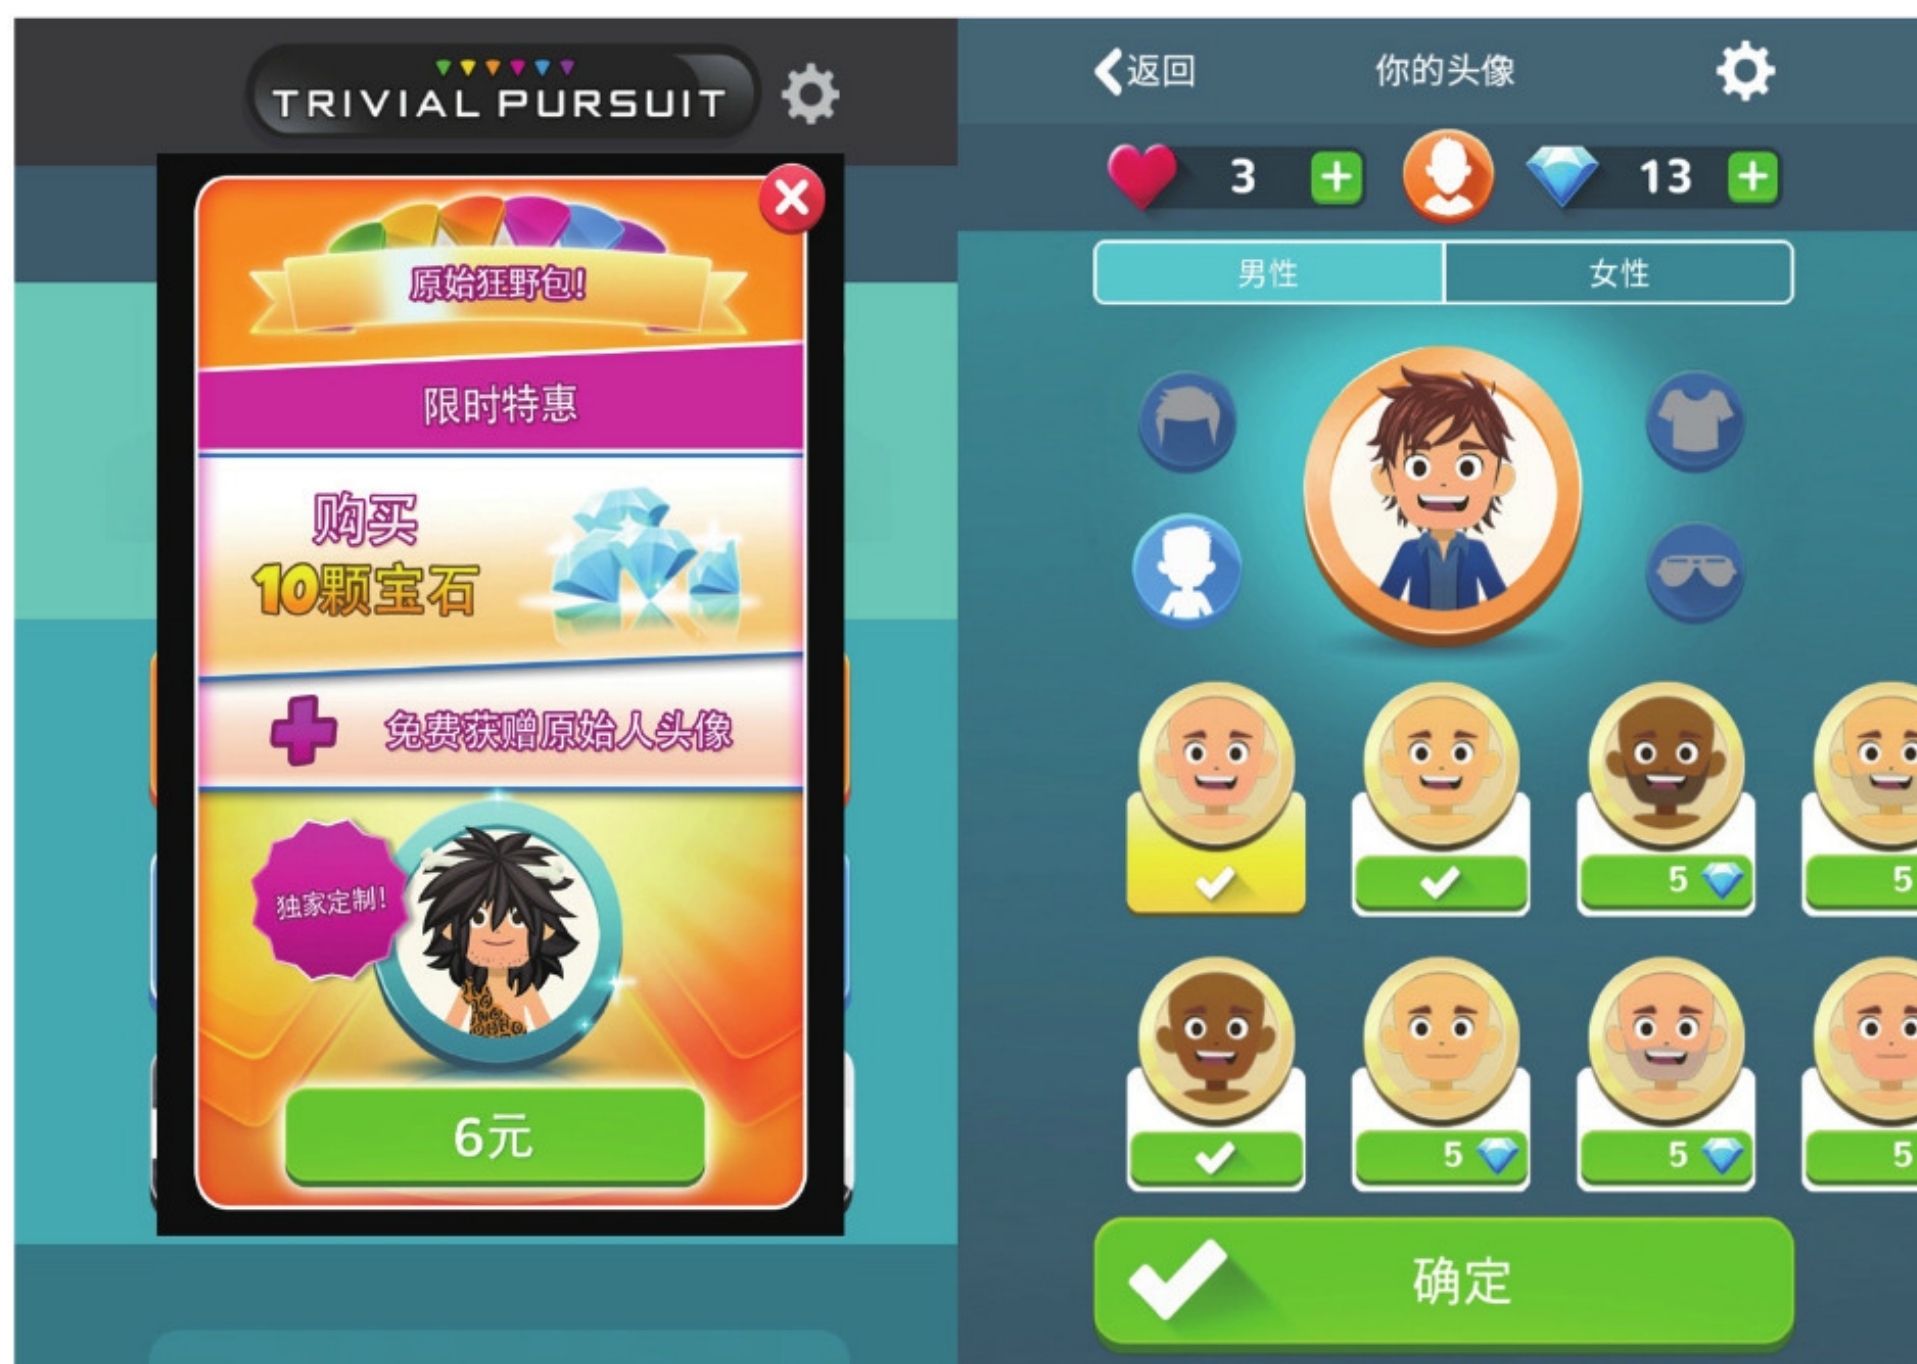 TRIVIAL PURSUIT
原始狂野包!
限时特惠
购买
10颗宝石
免费获赠原始人头像
独家定制!
6元
返回
你的头像
3
13
男性
女性
5
5
5
5
5
确定